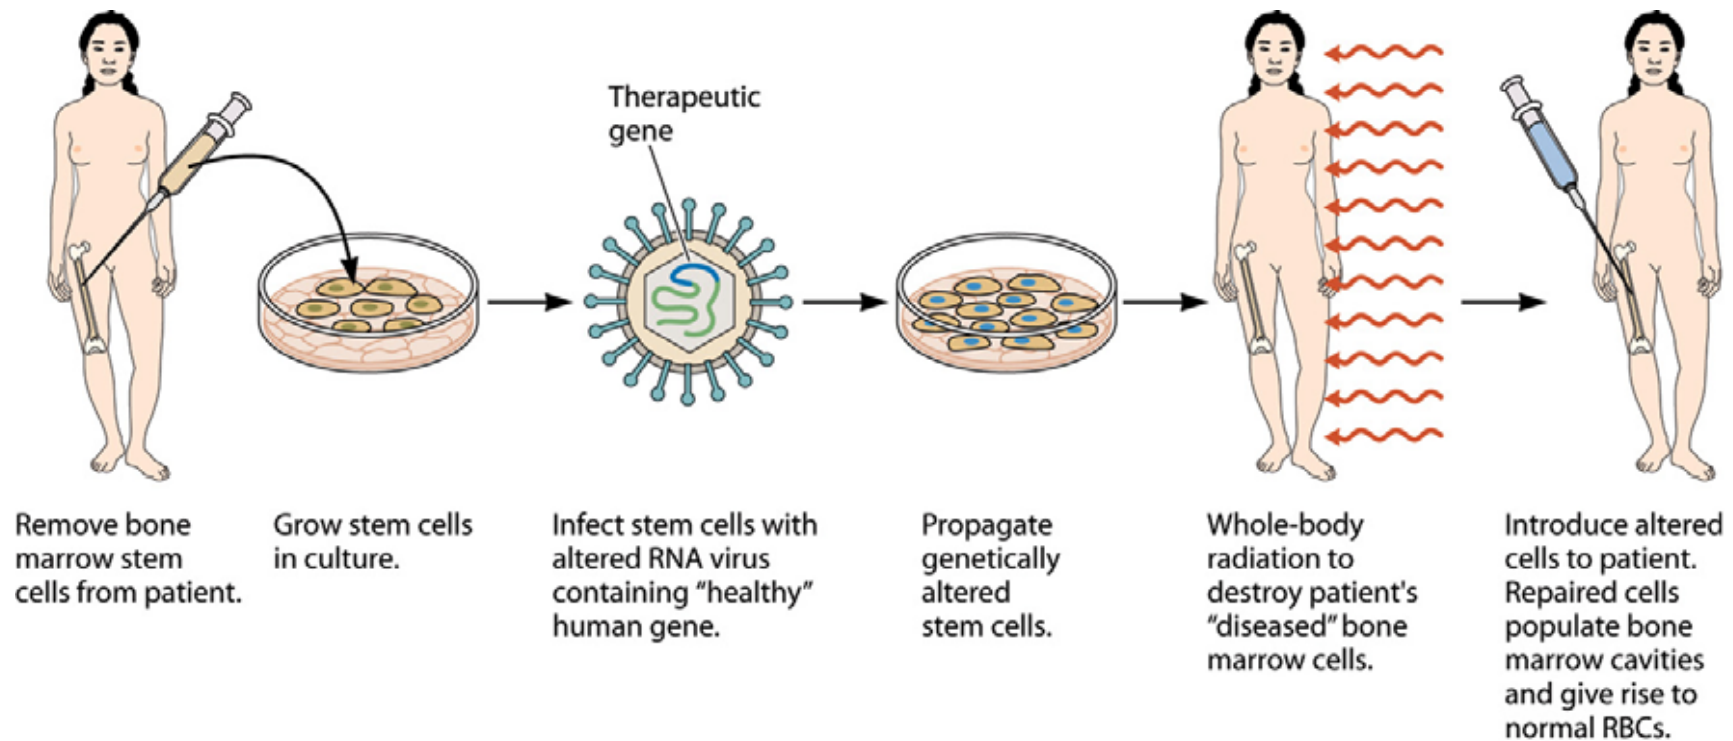 Therapeutic
gene
Remove bone
marrow stem
cells from patient.
Grow stem cells
in culture.
Infect stem cells with
altered RNA virus
containing “healthy”
human gene.
Propagate
genetically
altered
stem cells.
Whole-body
radiation to
destroy patient's
“diseased” bone
marrow cells.
Introduce altered
cells to patient.
Repaired cells
populate bone
marrow cavities
and give rise to
normal RBCs.